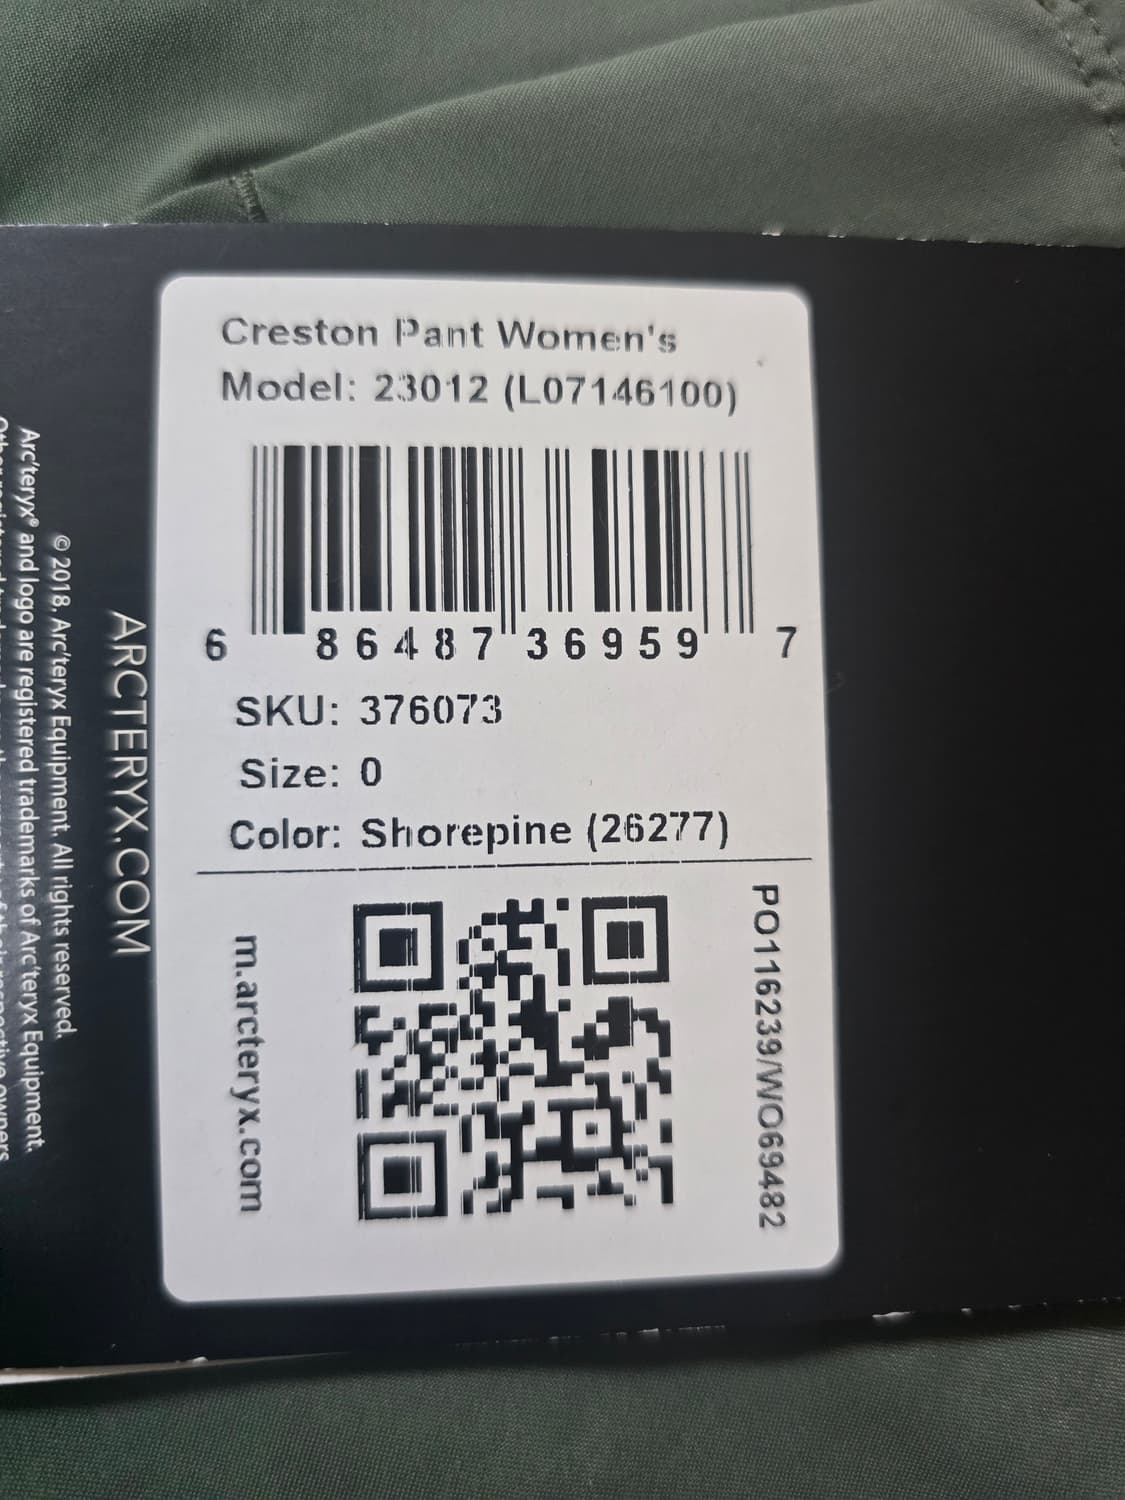 Creston Pant Women's
Model: 23012 (L07146100)
6 86487 36959 7
SKU: 376073
Size: 0
Color: Shorepine (26277)
m.arcteryx.com
PO116239/WO69482
ARCTERYX.COM
© 2018, Arc'teryx Equipment. All rights reserved.
Arc'teryx® and logo are registered trademarks of Arc'teryx Equipment.